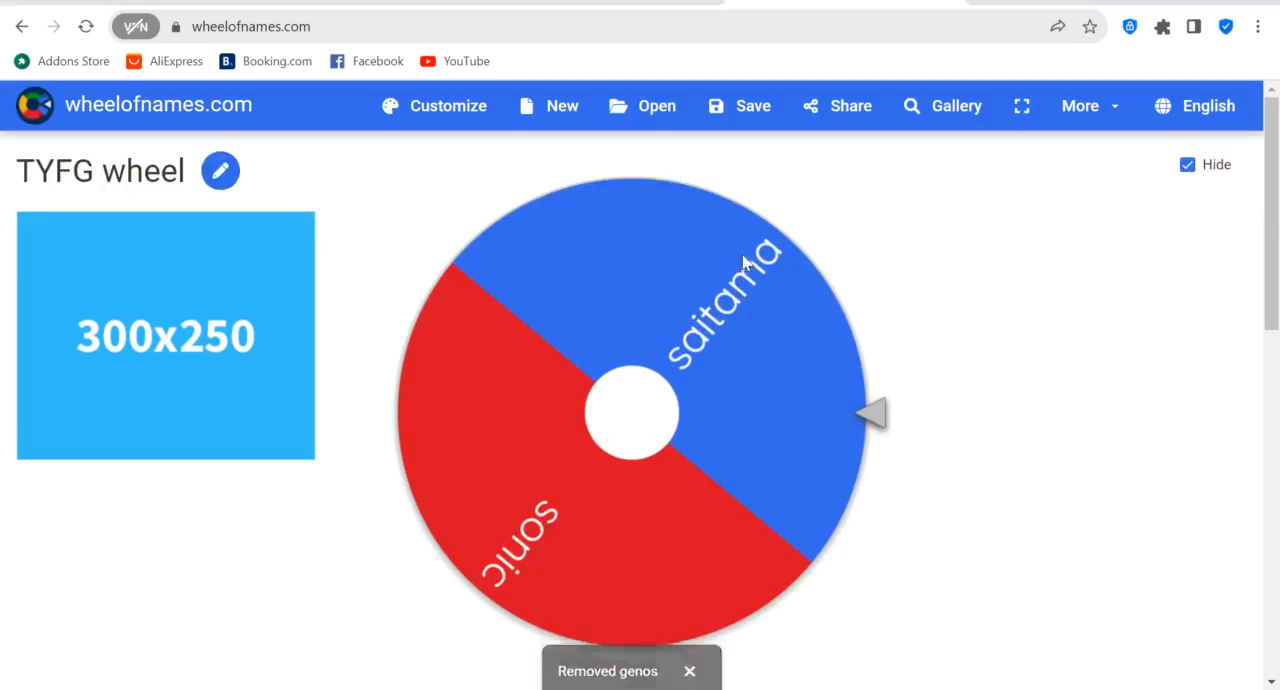 VPN wheelofnames.com
Addons Store AliExpress B. Booking.com Facebook YouTube
wheelofnames.com Customize New Open Save Share Gallery More English
TYFG wheel
Hide
300x250
saitama
sonic
Removed genos